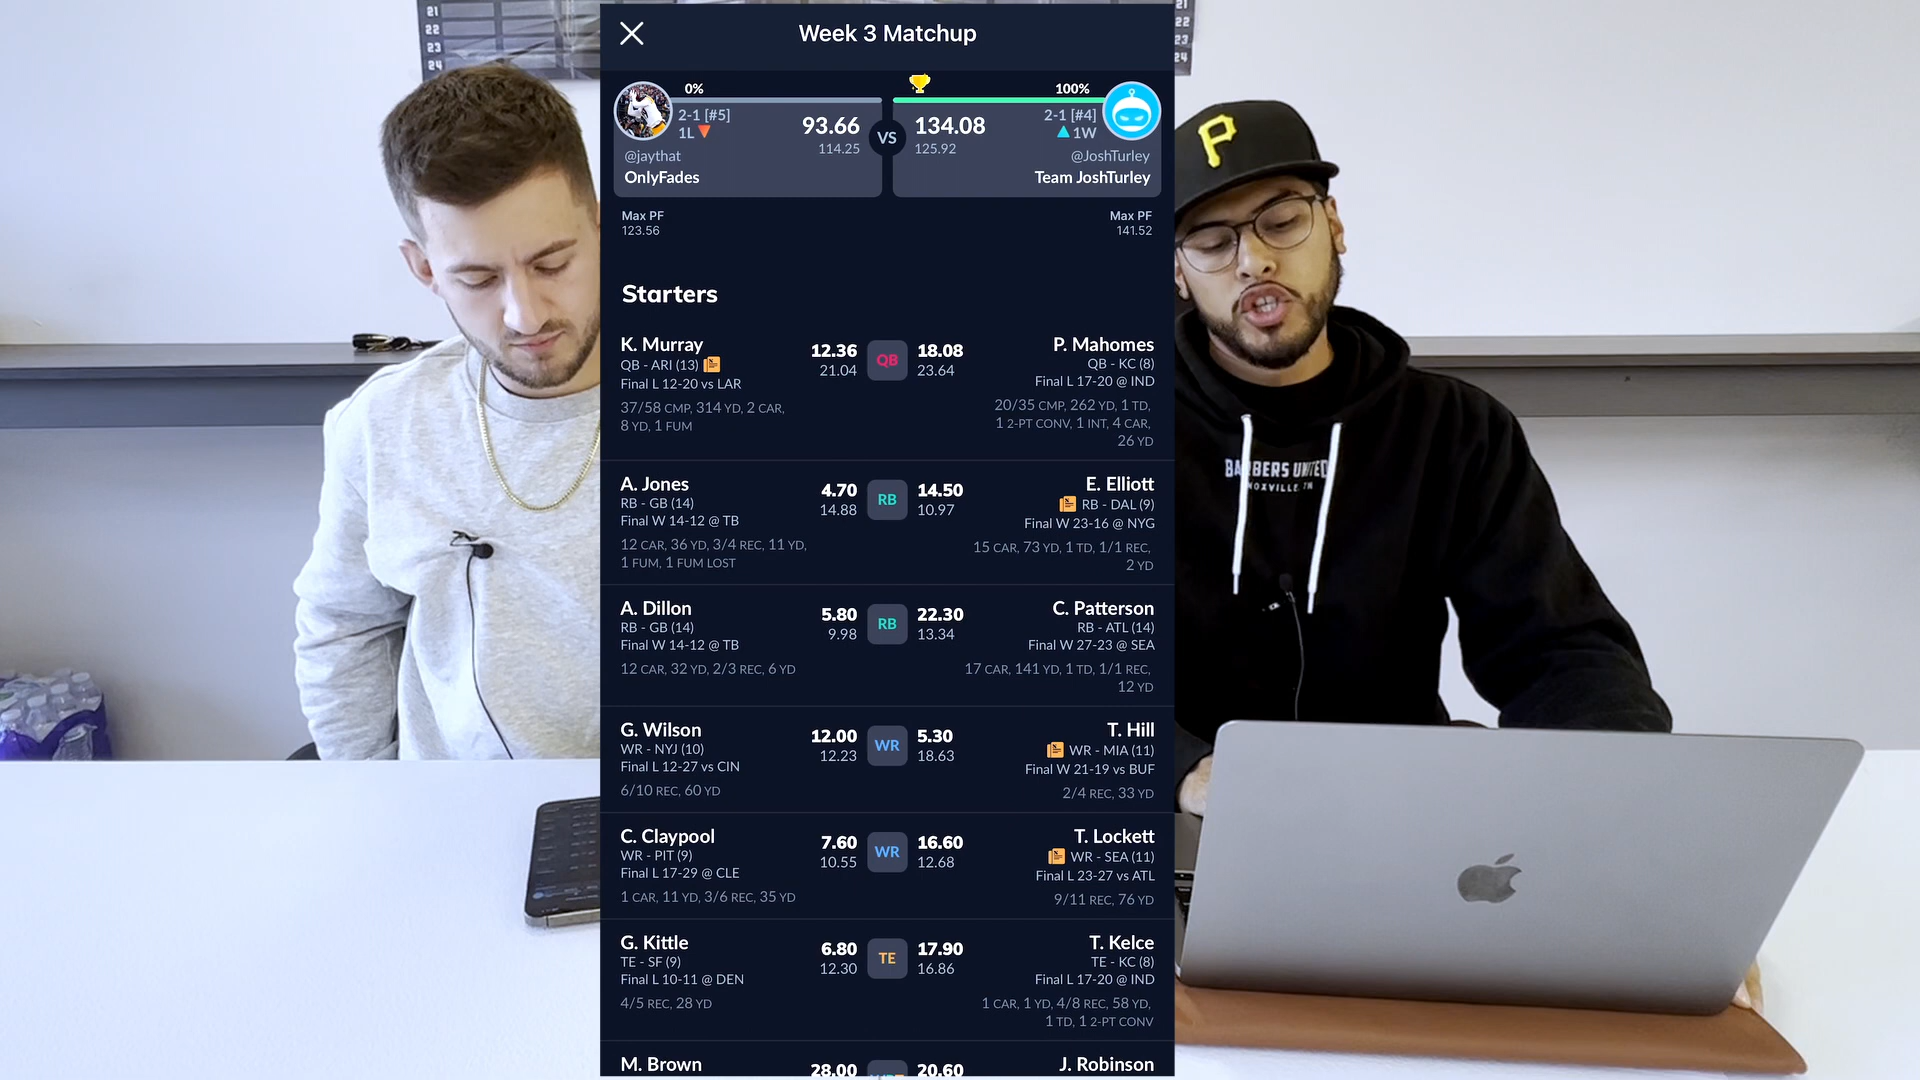 21
22
23
24
21
22
23
24
Week 3 Matchup
0%
100%
2-1 [#5]
1L
93.66
114.25
VS
134.08
125.92
2-1 [#4]
1W
@jaythat
OnlyFades
@JoshTurley
Team JoshTurley
Max PF
123.56
Max PF
141.52
Starters
K. Murray
QB - ARI (13)
Final L 12-20 vs LAR
37/58 CMP, 314 YD, 2 CAR,
8 YD, 1 FUM
12.36
21.04
QB
18.08
23.64
P. Mahomes
QB - KC (8)
Final L 17-20 @ IND
20/35 CMP, 262 YD, 1 TD,
1 2-PT CONV, 1 INT, 4 CAR,
26 YD
A. Jones
RB - GB (14)
Final W 14-12 @ TB
12 CAR, 36 YD, 3/4 REC, 11 YD,
1 FUM, 1 FUM LOST
4.70
14.88
RB
14.50
10.97
E. Elliott
RB - DAL (9)
Final W 23-16 @ NYG
15 CAR, 73 YD, 1 TD, 1/1 REC,
2 YD
A. Dillon
RB - GB (14)
Final W 14-12 @ TB
12 CAR, 32 YD, 2/3 REC, 6 YD
5.80
9.98
RB
22.30
13.34
C. Patterson
RB - ATL (14)
Final W 27-23 @ SEA
17 CAR, 141 YD, 1 TD, 1/1 REC,
12 YD
G. Wilson
WR - NYJ (10)
Final L 12-27 vs CIN
6/10 REC, 60 YD
12.00
12.23
WR
5.30
18.63
T. Hill
WR - MIA (11)
Final W 21-19 vs BUF
2/4 REC, 33 YD
C. Claypool
WR - PIT (9)
Final L 17-29 @ CLE
1 CAR, 11 YD, 3/6 REC, 35 YD
7.60
10.55
WR
16.60
12.68
T. Lockett
WR - SEA (11)
Final L 23-27 vs ATL
9/11 REC, 76 YD
G. Kittle
TE - SF (9)
Final L 10-11 @ DEN
4/5 REC, 28 YD
6.80
12.30
TE
17.90
16.86
T. Kelce
TE - KC (8)
Final L 17-20 @ IND
1 CAR, 1 YD, 4/8 REC, 58 YD,
1 TD, 1 2-PT CONV
M. Brown
28.00
20.60
J. Robinson
P
BARBERS UNITED
KNOXVILLE, TN